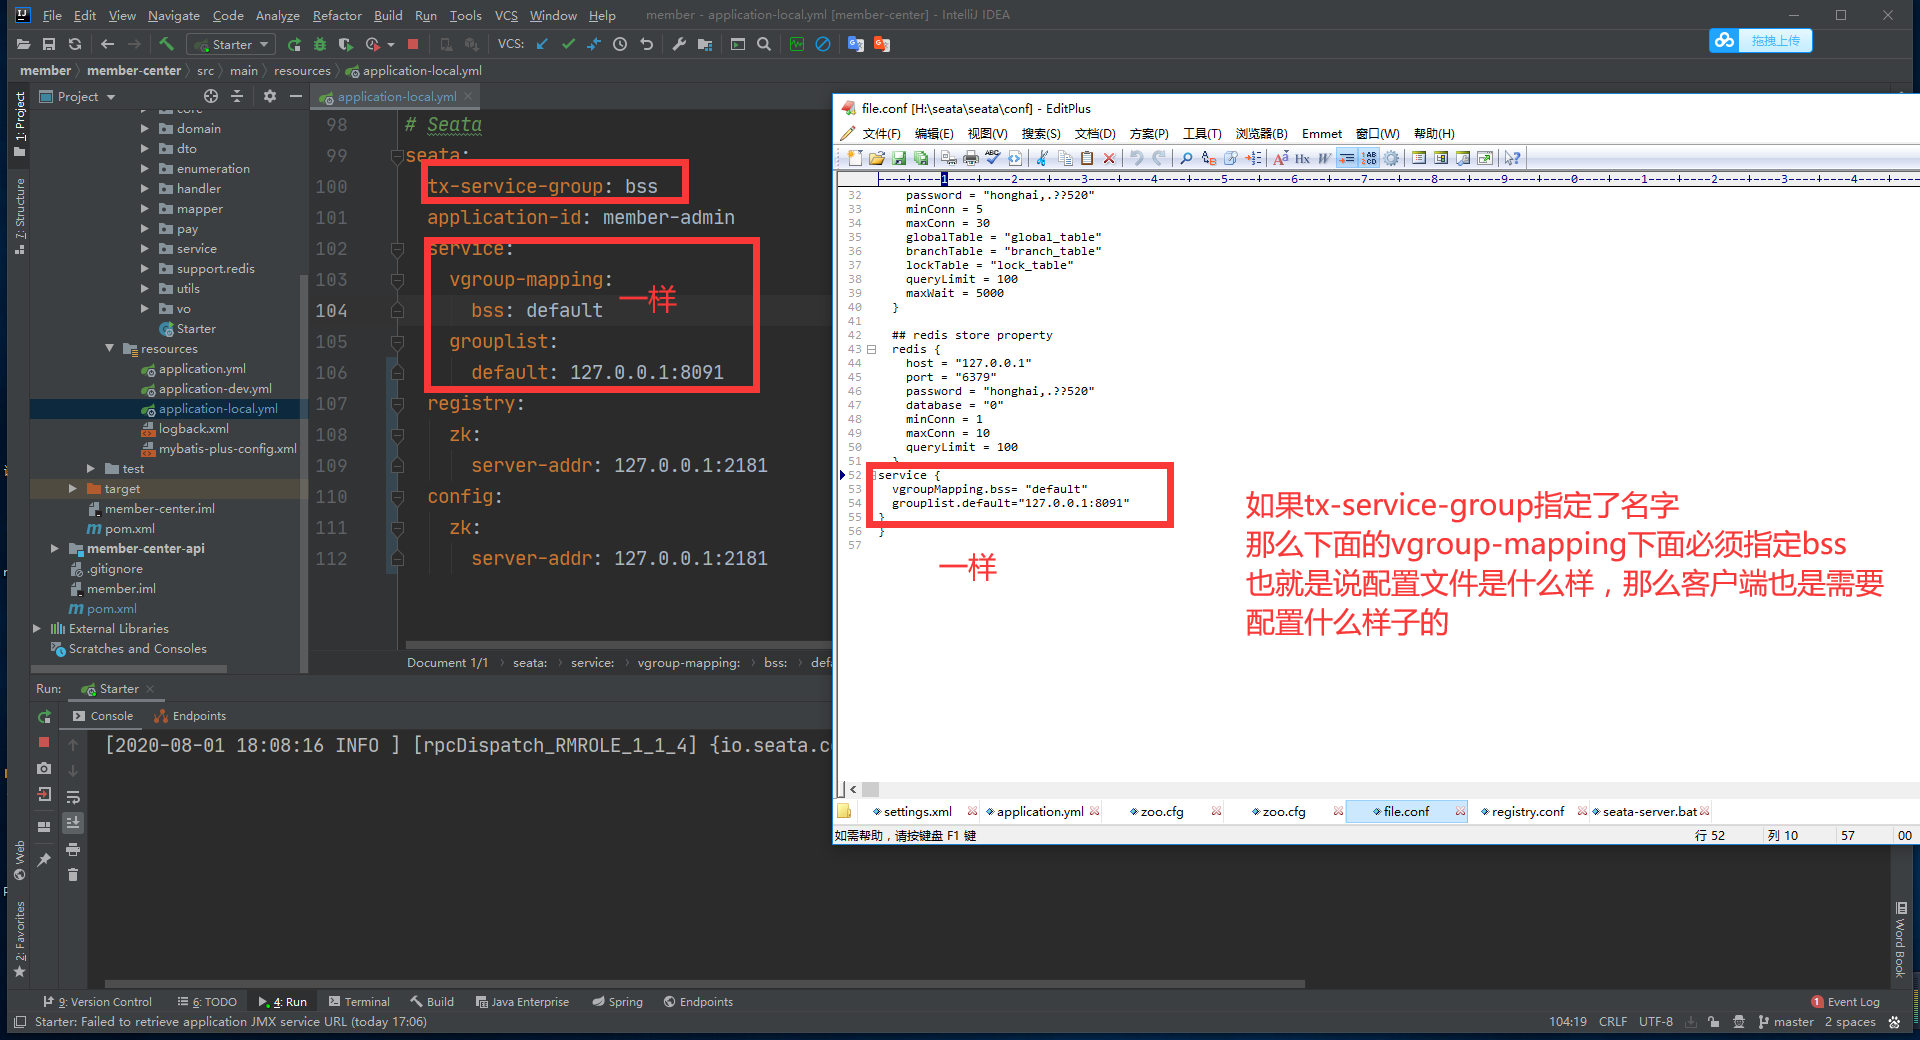 File Edit View Navigate Code Analyze Refactor Build Run Tools VCS Window Help member - application-local.yml [member-center] - IntelliJ IDEA
Starter VCS:
拖拽上传
member member-center src main resources application-local.yml
1: Project
7: Structure
Web
2: Favorites
Project
core
domain
dto
enumeration
handler
mapper
pay
service
support.redis
utils
vo
Starter
resources
application.yml
application-dev.yml
application-local.yml
logback.xml
mybatis-plus-config.xml
test
target
member-center.iml
pom.xml
member-center-api
.gitignore
member.iml
pom.xml
External Libraries
Scratches and Consoles
application-local.yml
98 # Seata
99 seata:
100 tx-service-group: bss
101 application-id: member-admin
102 service:
103 vgroup-mapping:
一样
104 bss: default
105 grouplist:
106 default: 127.0.0.1:8091
107 registry:
108 zk:
109 server-addr: 127.0.0.1:2181
110 config:
111 zk:
112 server-addr: 127.0.0.1:2181
Document 1/1 seata: service: vgroup-mapping: bss: defa
file.conf [H:\seata\seata\conf] - EditPlus
文件(F) 编辑(E) 视图(V) 搜索(S) 文档(D) 方案(P) 工具(T) 浏览器(B) Emmet 窗口(W) 帮助(H)
----+----1----+----2----+----3----+----4----+----5----+----6----+----7----+----8----+----9----+----0----+----1----+----2----+----3----+----4----+
32 password = "honghai,.??520"
33 minConn = 5
34 maxConn = 30
35 globalTable = "global_table"
36 branchTable = "branch_table"
37 lockTable = "lock_table"
38 queryLimit = 100
39 maxWait = 5000
40 }
41
42 ## redis store property
43 redis {
44 host = "127.0.0.1"
45 port = "6379"
46 password = "honghai,.??520"
47 database = "0"
48 minConn = 1
49 maxConn = 10
50 queryLimit = 100
51 }
52 service {
53 vgroupMapping.bss= "default"
54 grouplist.default="127.0.0.1:8091"
55 }
56 }
57
一样
如果tx-service-group指定了名字
那么下面的vgroup-mapping下面必须指定bss
也就是说配置文件是什么样，那么客户端也是需要
配置什么样子的
settings.xml application.yml zoo.cfg zoo.cfg file.conf registry.conf seata-server.bat
如需帮助，请按键盘 F1 键 行 52 列 10 57 00
Run: Starter
Console Endpoints
[2020-08-01 18:08:16 INFO ] [rpcDispatch_RMROLE_1_1_4] {io.seata.co
Word Book
9: Version Control 6: TODO 4: Run Terminal Build Java Enterprise Spring Endpoints 1 Event Log
Starter: Failed to retrieve application JMX service URL (today 17:06) 104:19 CRLF UTF-8 master 2 spaces